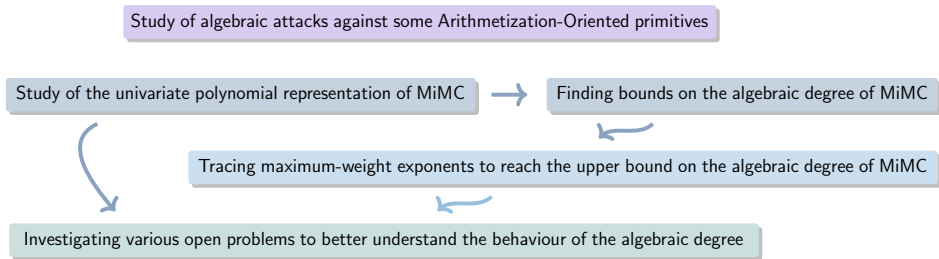 Study of algebraic attacks against some Arithmetization-Oriented primitives
Study of the univariate polynomial representation of MiMC
Finding bounds on the algebraic degree of MiMC
Tracing maximum-weight exponents to reach the upper bound on the algebraic degree of MiMC
Investigating various open problems to better understand the behaviour of the algebraic degree